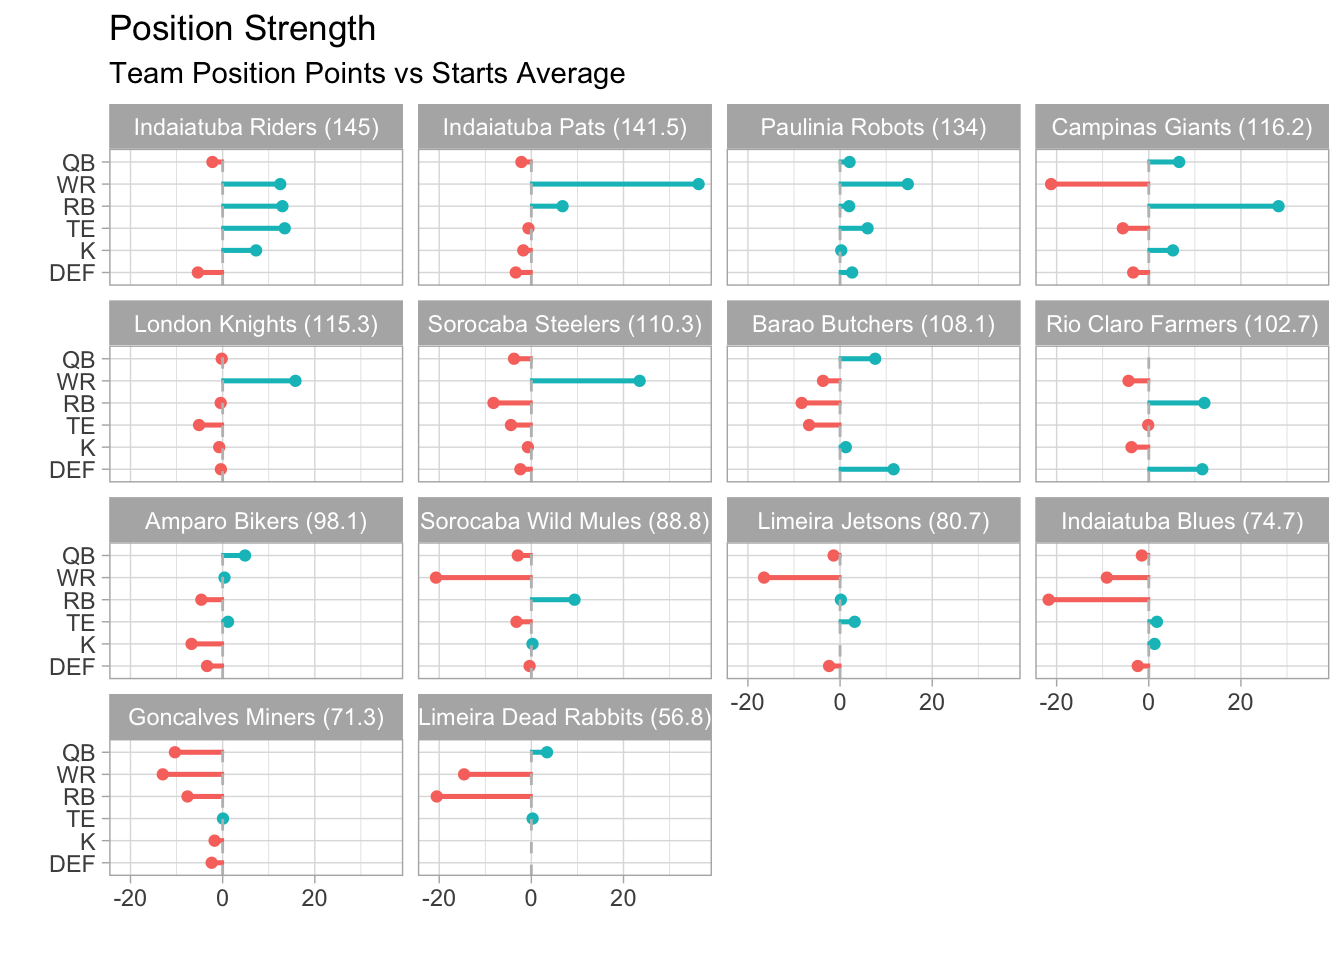 Position Strength
Team Position Points vs Starts Average
Indaiatuba Riders (145)
Indaiatuba Pats (141.5)
Paulinia Robots (134)
Campinas Giants (116.2)
QB
WR
RB
TE
K
DEF
London Knights (115.3)
Sorocaba Steelers (110.3)
Barao Butchers (108.1)
Rio Claro Farmers (102.7)
QB
WR
RB
TE
K
DEF
Amparo Bikers (98.1)
Sorocaba Wild Mules (88.8)
Limeira Jetsons (80.7)
Indaiatuba Blues (74.7)
QB
WR
RB
TE
K
DEF
-20 0 20
-20 0 20
Goncalves Miners (71.3)
Limeira Dead Rabbits (56.8)
QB
WR
RB
TE
K
DEF
-20 0 20
-20 0 20